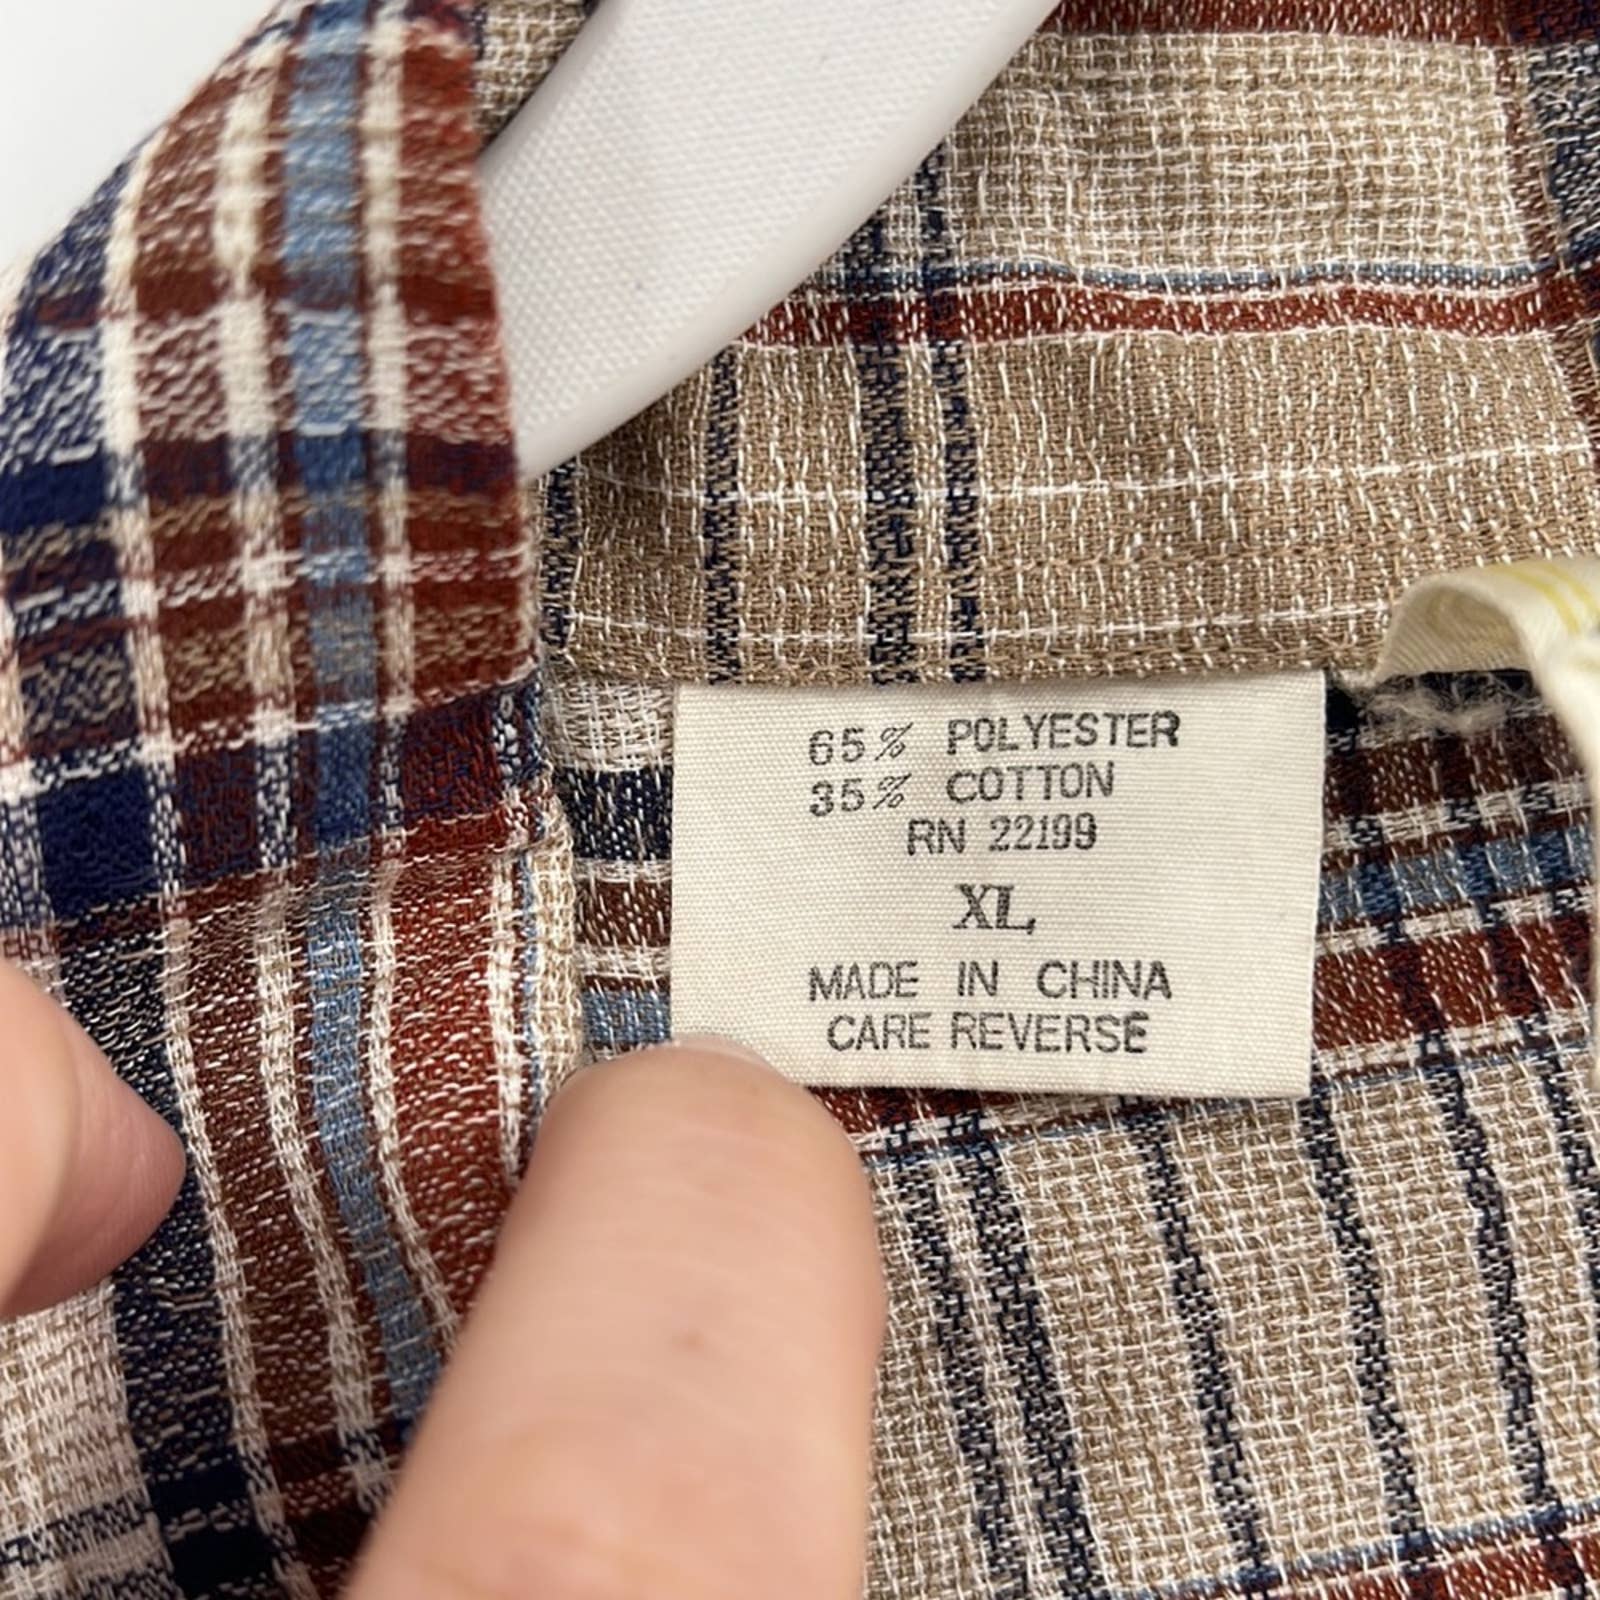 65% POLYESTER
35% COTTON
RN 22199
XL
MADE IN CHINA
CARE REVERSE